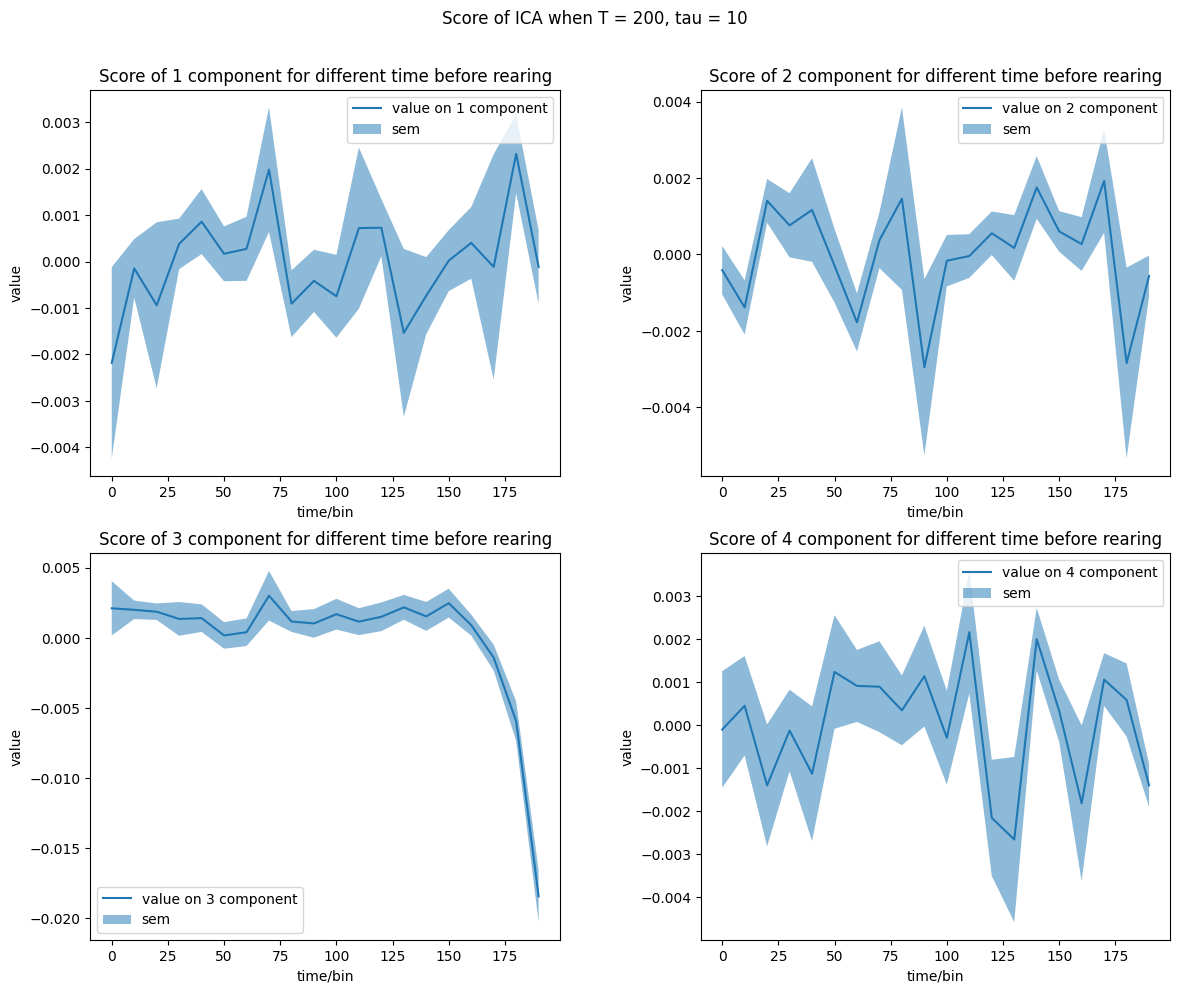 Score of ICA when T = 200, tau = 10
Score of 1 component for different time before rearing
value on 1 component
sem
0.003
0.002
0.001
0.000
−0.001
−0.002
−0.003
−0.004
value
0
25
50
75
100
125
150
175
time/bin
Score of 2 component for different time before rearing
value on 2 component
sem
0.004
0.002
0.000
−0.002
−0.004
value
0
25
50
75
100
125
150
175
time/bin
Score of 3 component for different time before rearing
0.005
0.000
−0.005
−0.010
−0.015
−0.020
value
value on 3 component
sem
0
25
50
75
100
125
150
175
time/bin
Score of 4 component for different time before rearing
value on 4 component
sem
0.003
0.002
0.001
0.000
−0.001
−0.002
−0.003
−0.004
value
0
25
50
75
100
125
150
175
time/bin